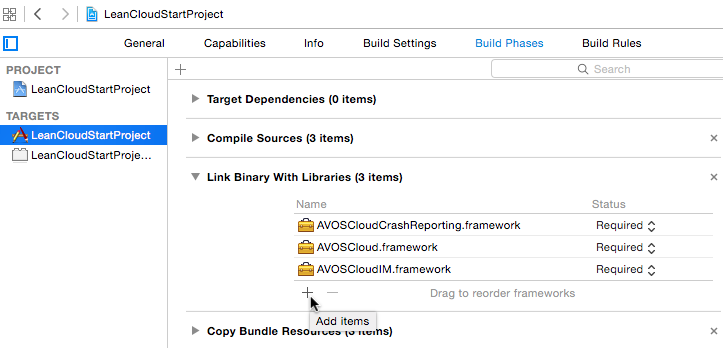 LeanCloudStartProject
General Capabilities Info Build Settings Build Phases Build Rules
PROJECT
LeanCloudStartProject
TARGETS
LeanCloudStartProject
LeanCloudStartProje...
Search
Target Dependencies (0 items)
Compile Sources (3 items)
Link Binary With Libraries (3 items)
Name Status
AVOSCloudCrashReporting.framework Required
AVOSCloud.framework Required
AVOSCloudIM.framework Required
Drag to reorder frameworks
Add items
Copy Bundle Resources (3 items)